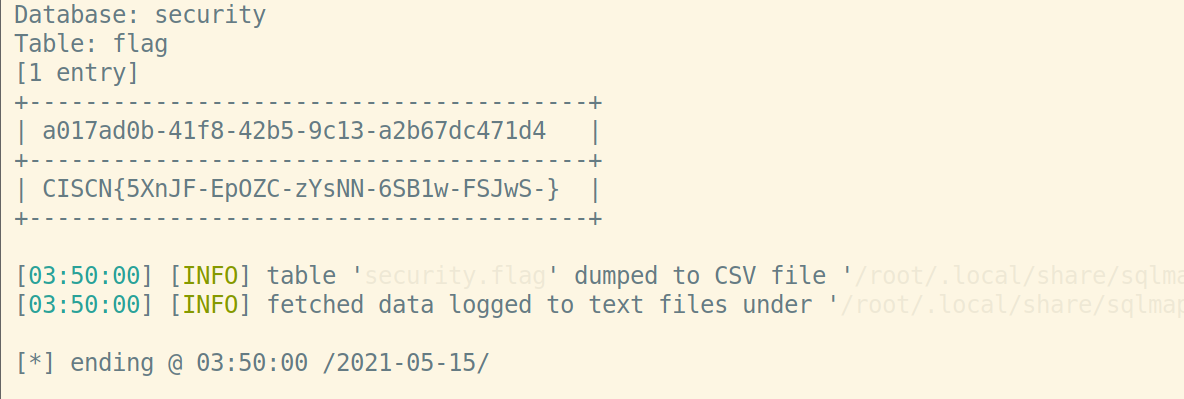 Database: security
Table: flag
[1 entry]
+----------------------------------------+
| a017ad0b-41f8-42b5-9c13-a2b67dc471d4   |
+----------------------------------------+
| CISCN{5XnJF-EpOZC-zYsNN-6SB1w-FSJwS-}  |
+----------------------------------------+
[03:50:00] [INFO] table 'security.flag' dumped to CSV file '/root/.local/share/sqlma
[03:50:00] [INFO] fetched data logged to text files under '/root/.local/share/sqlmap
[*] ending @ 03:50:00 /2021-05-15/